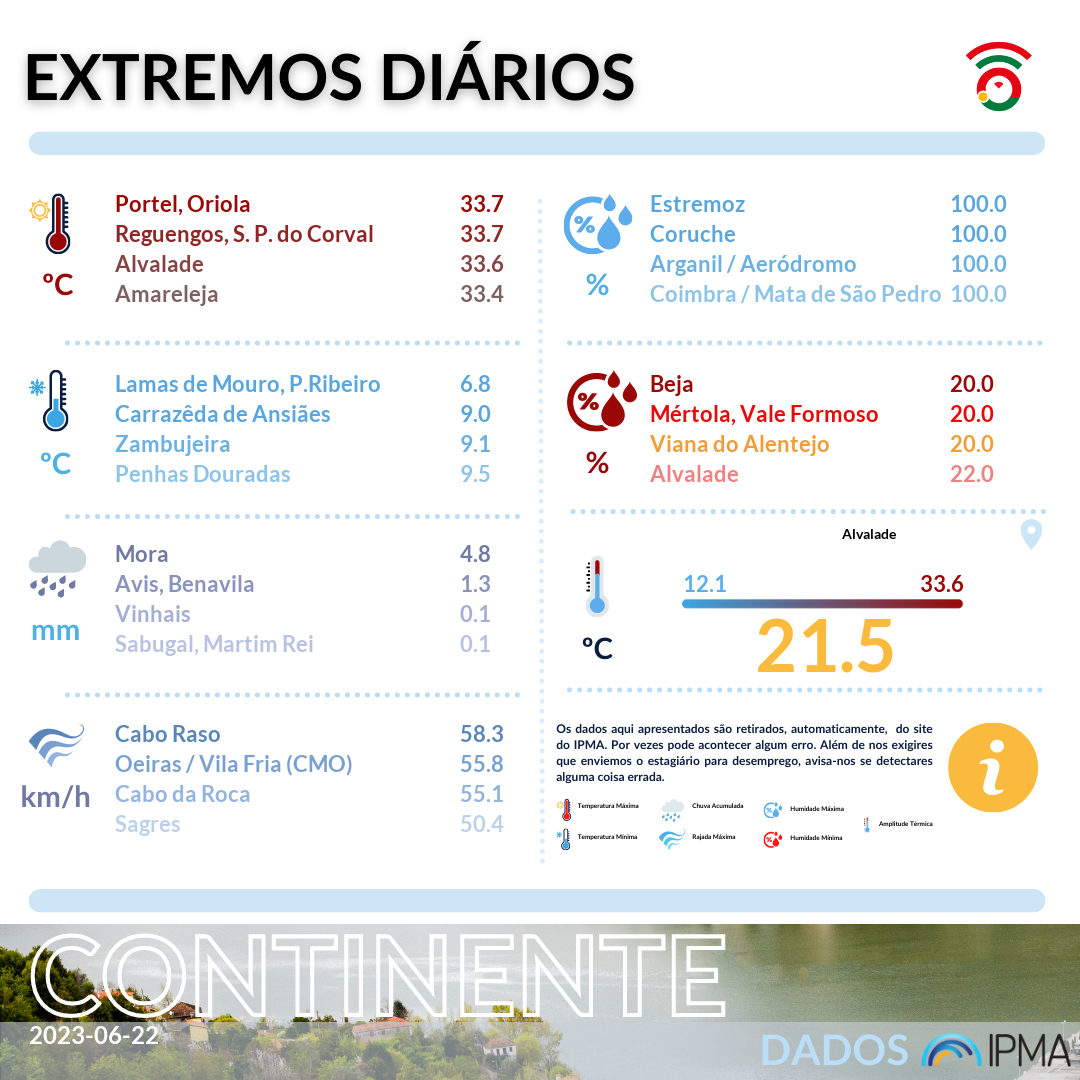 EXTREMOS DIÁRIOS
Portel, Oriola 33.7
Reguengos, S. P. do Corval 33.7
Alvalade 33.6
Amareleja 33.4
ºC
Lamas de Mouro, P.Ribeiro 6.8
Carrazêda de Ansiães 9.0
Zambujeira 9.1
Penhas Douradas 9.5
ºC
Mora 4.8
Avis, Benavila 1.3
Vinhais 0.1
Sabugal, Martim Rei 0.1
mm
Cabo Raso 58.3
Oeiras / Vila Fria (CMO) 55.8
Cabo da Roca 55.1
Sagres 50.4
km/h
%
Estremoz 100.0
Coruche 100.0
Arganil / Aeródromo 100.0
Coimbra / Mata de São Pedro 100.0
%
%
Beja 20.0
Mértola, Vale Formoso 20.0
Viana do Alentejo 20.0
Alvalade 22.0
%
Alvalade
12.1 33.6
21.5
ºC
Os dados aqui apresentados são retirados, automaticamente, do site
do IPMA. Por vezes pode acontecer algum erro. Além de nos exigires
que enviemos o estagiário para desemprego, avisa-nos se detectares
alguma coisa errada.
i
Temperatura Máxima Chuva Acumulada Humidade Máxima
Amplitude Térmica
Temperatura Mínima Rajada Máxima Humidade Mínima
CONTINENTE
2023-06-22
DADOS IPMA